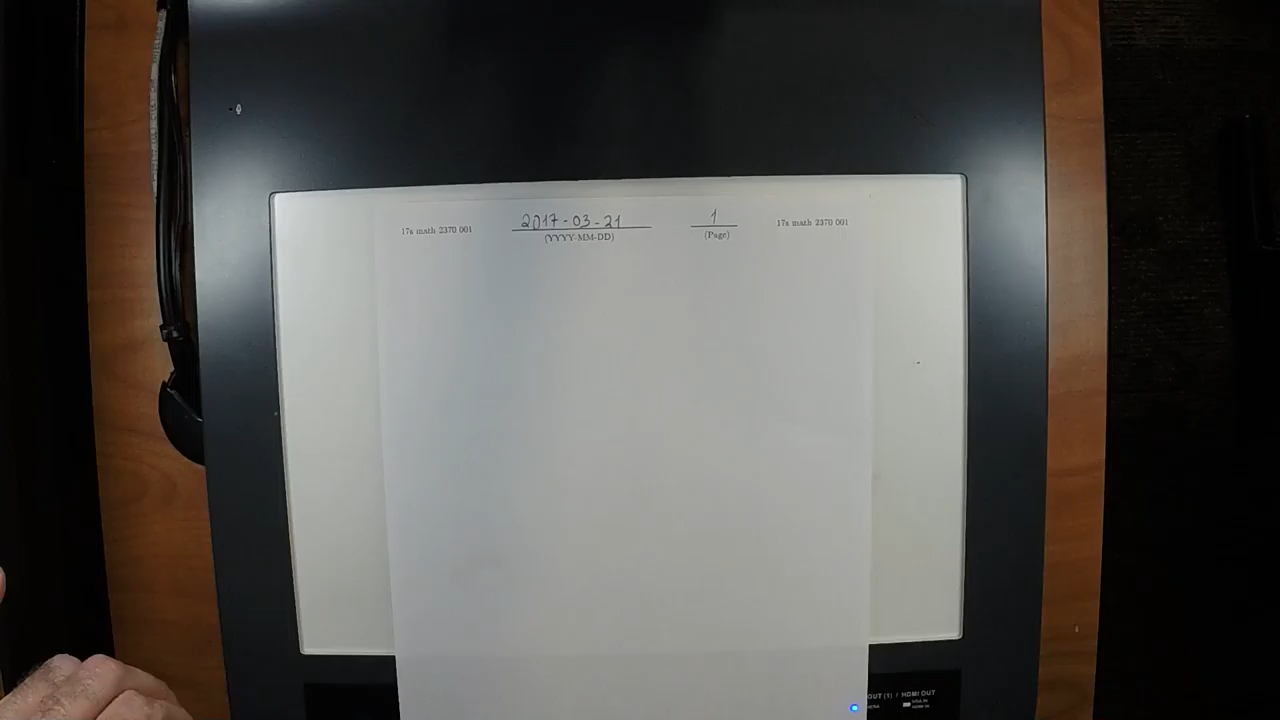 17s math 2370 001 2017-03-21 1 17s math 2370 001
(YYYY-MM-DD) (Page)
OUT (1) / HDMI OUT